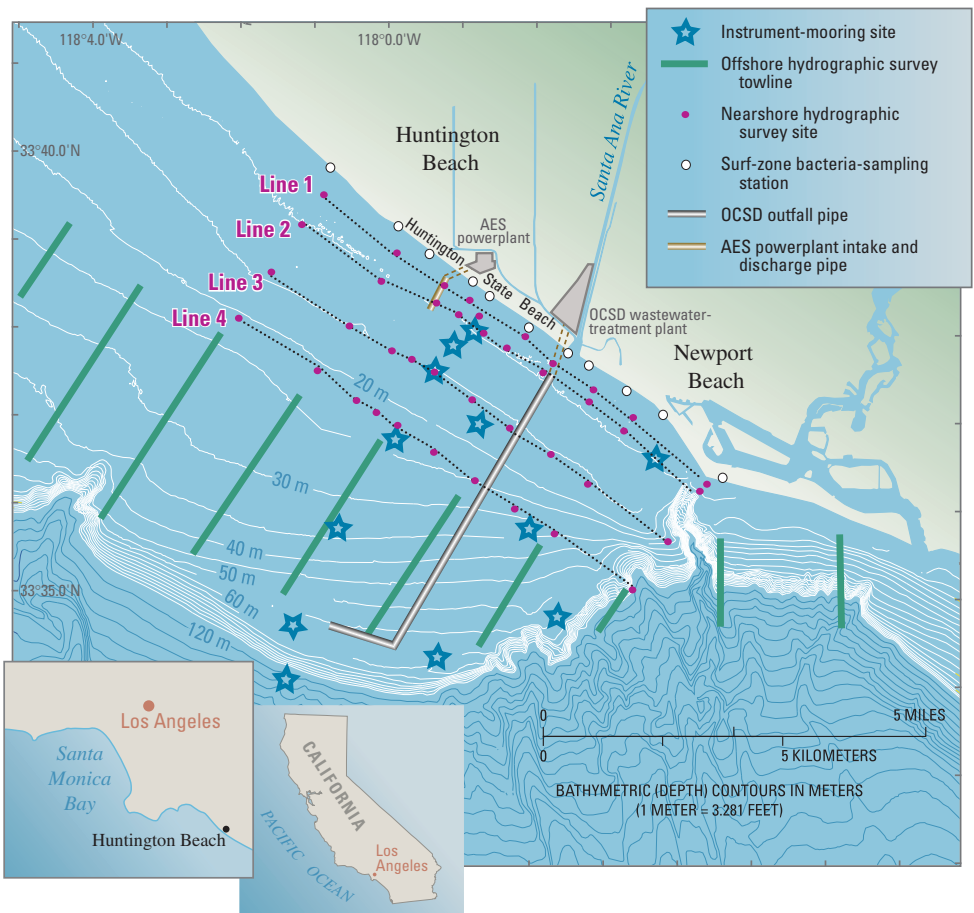 118°4.0'W
118°0.0'W
33°40.0'N
33°35.0'N
Instrument-mooring site
Offshore hydrographic survey
towline
Nearshore hydrographic
survey site
Surf-zone bacteria-sampling
station
OCSD outfall pipe
AES powerplant intake and
discharge pipe
Santa Ana River
Huntington
Beach
Line 1
Line 2
Line 3
Line 4
AES
powerplant
Huntington State Beach
OCSD wastewater-
treatment plant
Newport
Beach
20 m
30 m
40 m
50 m
60 m
120 m
0
5 MILES
0
5 KILOMETERS
BATHYMETRIC (DEPTH) CONTOURS IN METERS
(1 METER = 3.281 FEET)
Los Angeles
Santa
Monica
Bay
Huntington Beach
CALIFORNIA
PACIFIC OCEAN
Los
Angeles